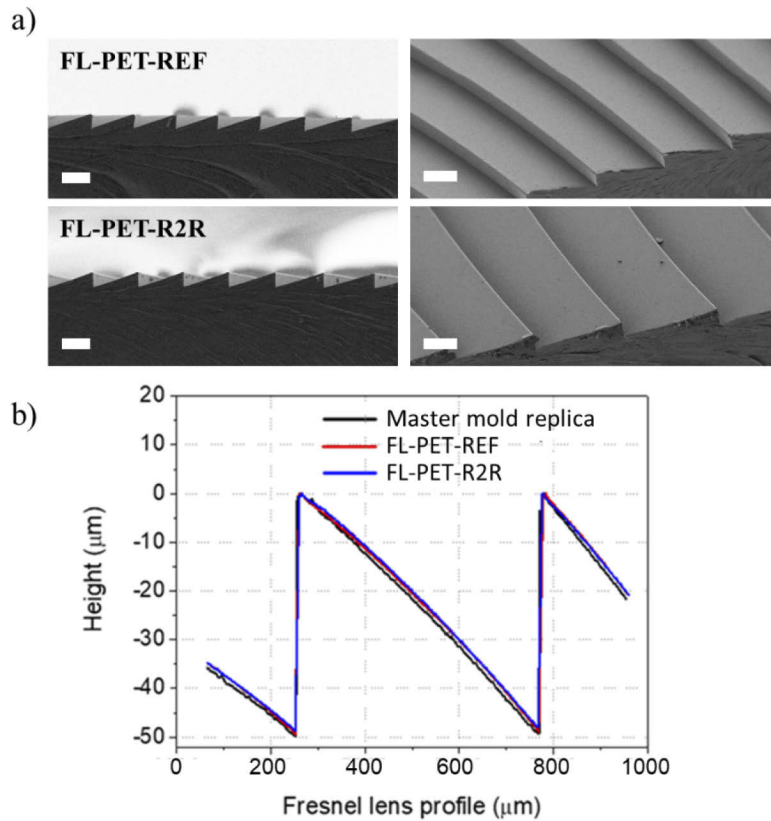 a)
FL-PET-REF
FL-PET-R2R
b)
20
10
0
-10
-20
-30
-40
-50
Height (μm)
Master mold replica
FL-PET-REF
FL-PET-R2R
0 200 400 600 800 1000
Fresnel lens profile (μm)